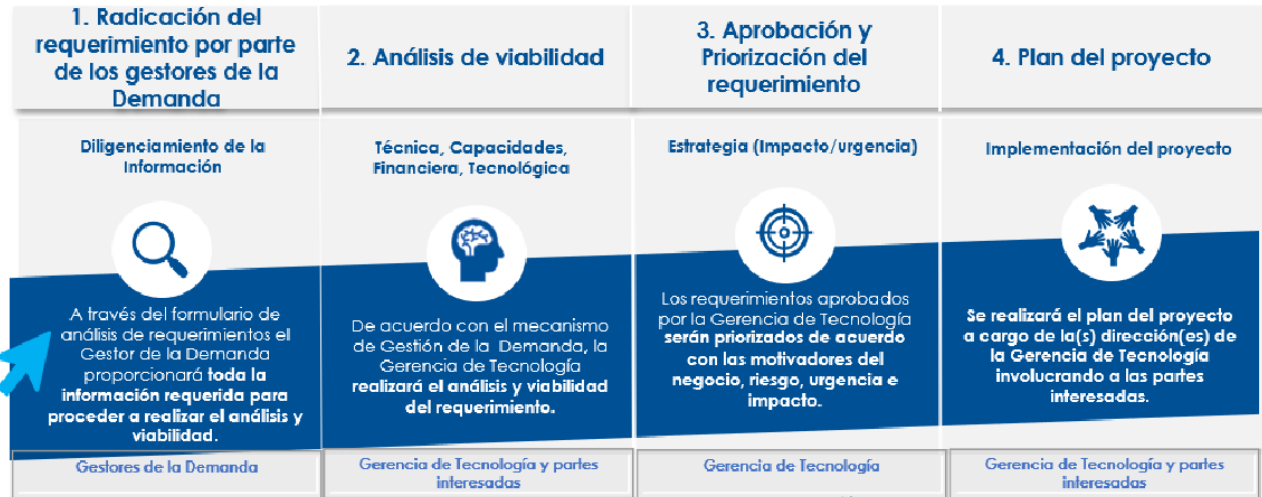 1. Radicación del
requerimiento por parte
de los gestores de la
Demanda
2. Análisis de viabilidad
3. Aprobación y
Priorización del
requerimiento
4. Plan del proyecto
Diligenciamiento de la
Información
Técnica, Capacidades,
Financiera, Tecnológica
Estrategia (Impacto/urgencia)
Implementación del proyecto
A través del formulario de
análisis de requerimientos el
Gestor de la Demanda
proporcionará toda la
información requerida para
proceder a realizar el análisis y
viabilidad.
De acuerdo con el mecanismo
de Gestión de la Demanda, la
Gerencia de Tecnología
realizará el análisis y viabilidad
del requerimiento.
Los requerimientos aprobados
por la Gerencia de Tecnología
serán priorizados de acuerdo
con las motivadores del
negocio, riesgo, urgencia e
impacto.
Se realizará el plan del proyecto
a cargo de la(s) dirección(es) de
la Gerencia de Tecnología
involucrando a las partes
interesadas.
Gestores de la Demanda
Gerencia de Tecnología y partes
interesadas
Gerencia de Tecnología
Gerencia de Tecnología y partes
interesadas